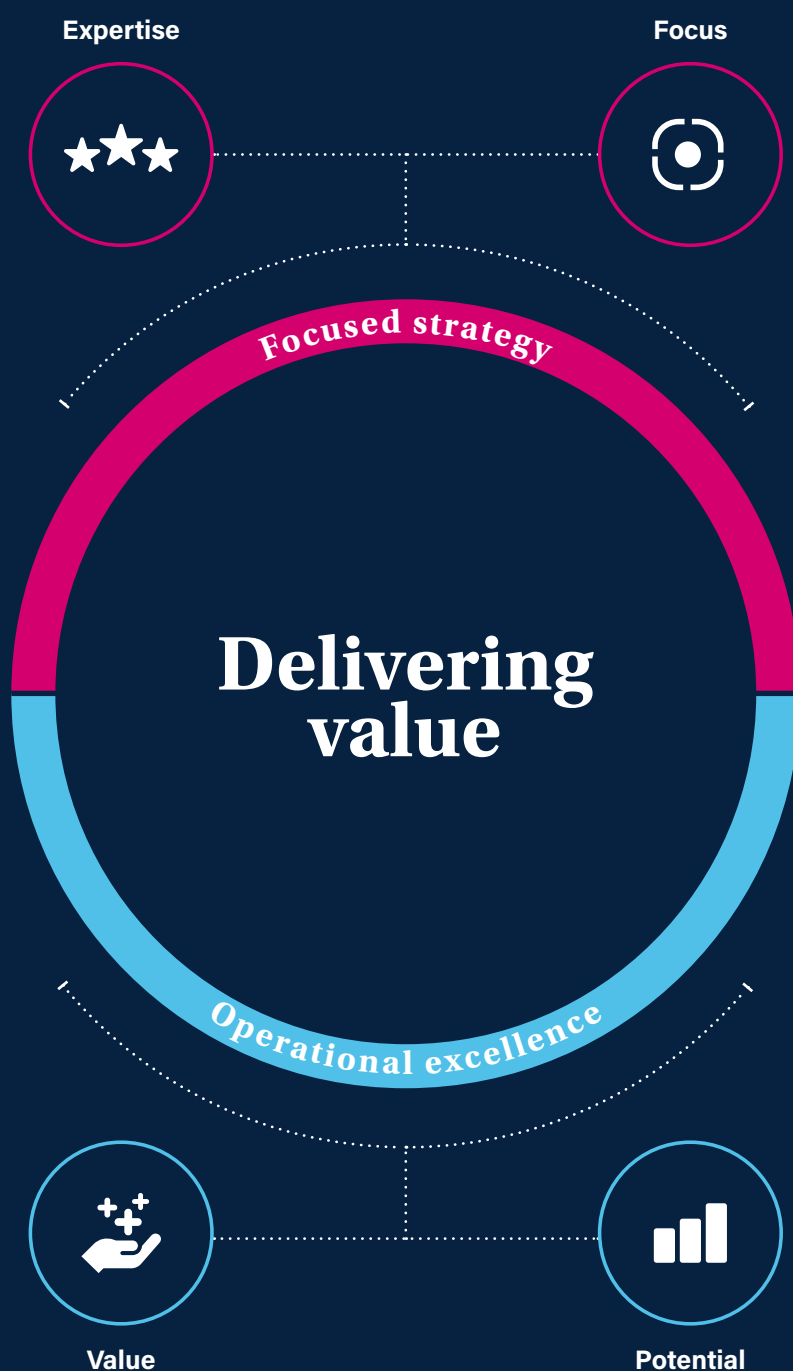 Expertise
Focus
Focused strategy
Delivering
value
Operational excellence
Value
Potential